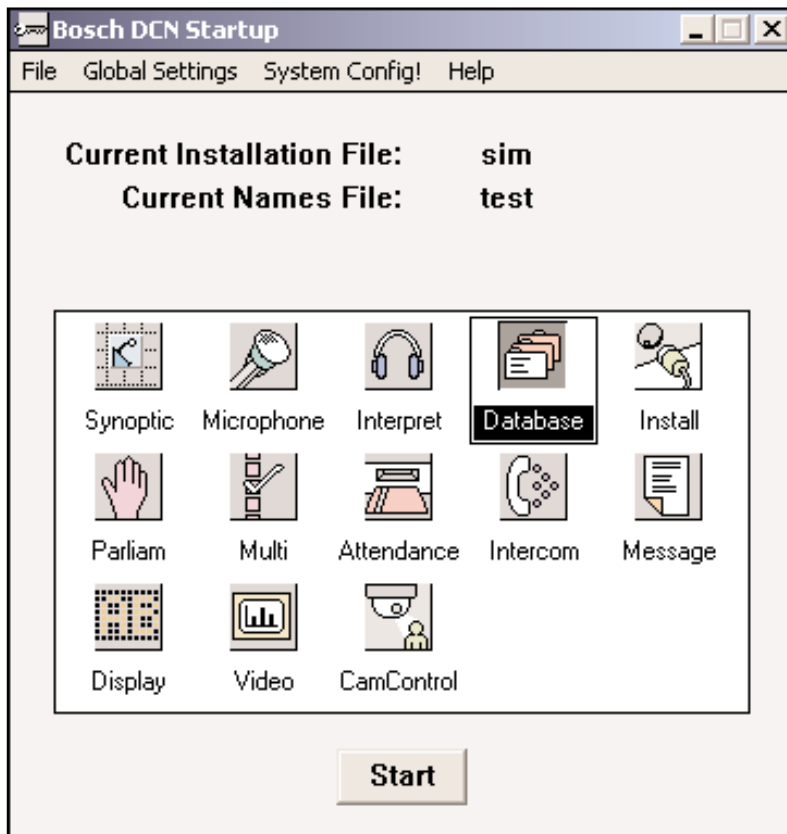 Bosch DCN Startup
File Global Settings System Config! Help
Current Installation File: sim
Current Names File: test
Synoptic Microphone Interpret Database Install
Parliam Multi Attendance Intercom Message
Display Video CamControl
Start